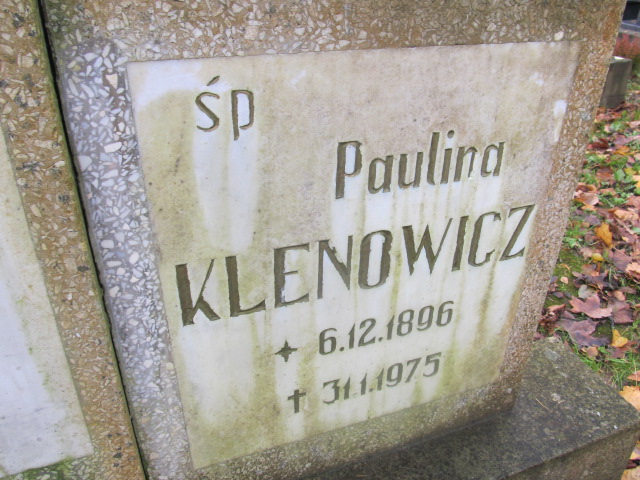 śp
Paulina
KLENOWICZ
6.12.1896
† 31.1.1975